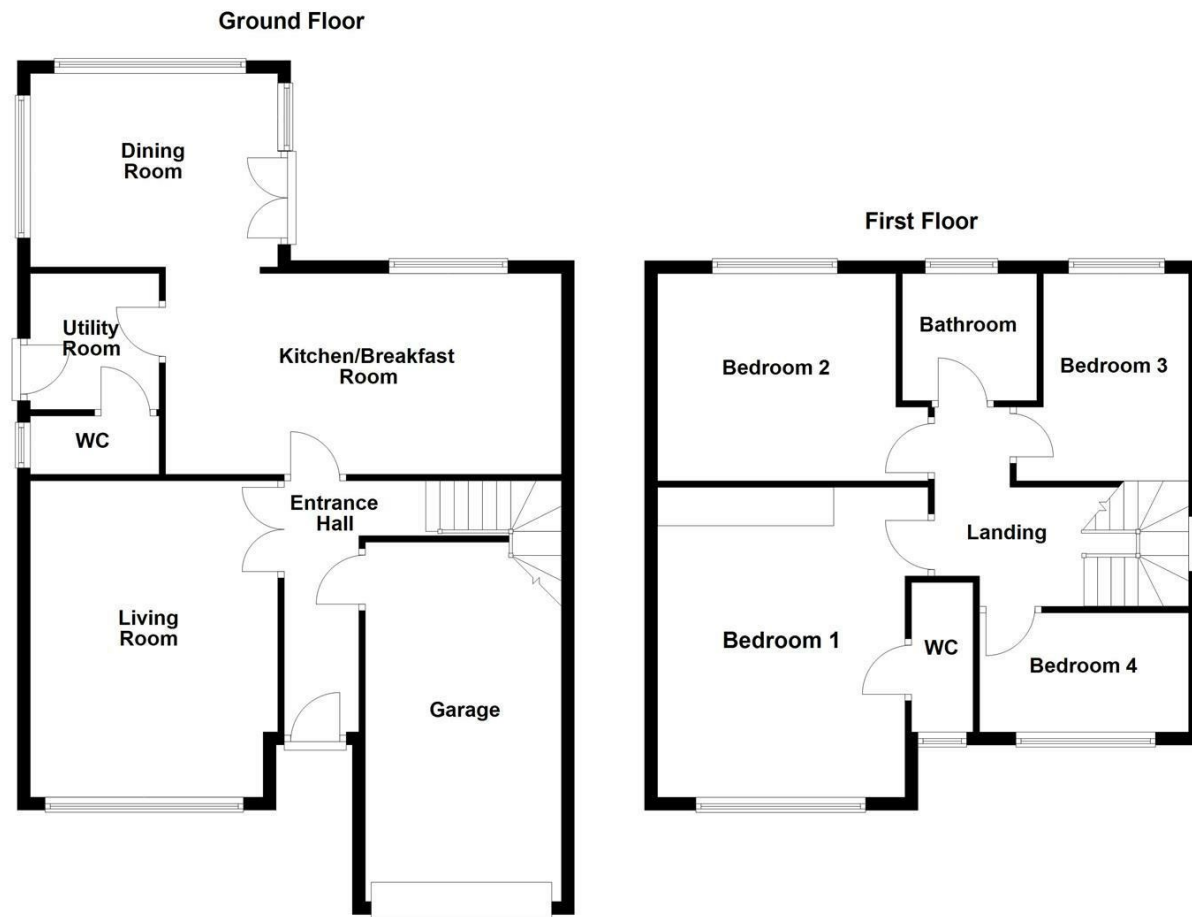 Ground Floor
Dining
Room
Utility
Room
Kitchen/Breakfast
Room
WC
Entrance
Hall
Living
Room
Garage
First Floor
Bedroom 2
Bathroom
Bedroom 3
Landing
Bedroom 1
WC
Bedroom 4